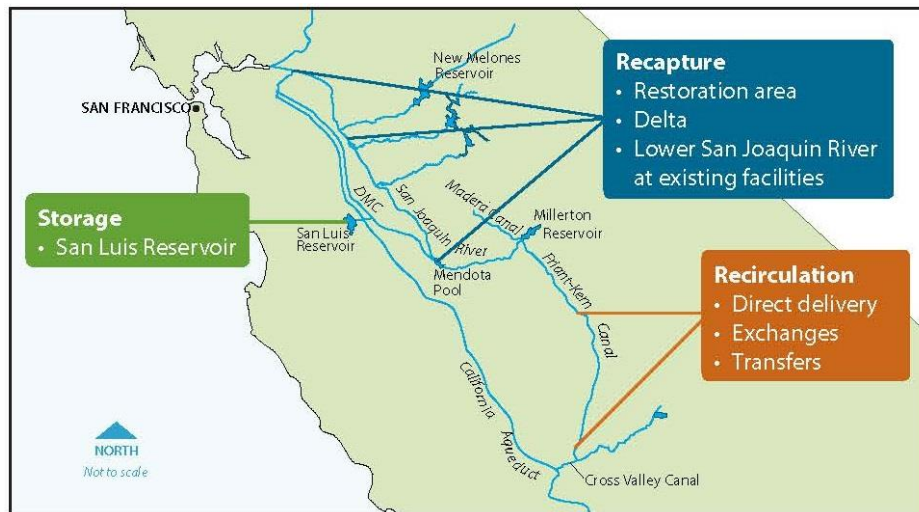 New Melones
Reservoir
SAN FRANCISCO
Recapture
• Restoration area
• Delta
• Lower San Joaquin River
at existing facilities
Storage
• San Luis Reservoir
DMC
San Luis
Reservoir
San Joaquin River
Madera Canal
Millerton
Reservoir
Mendota
Pool
Friant-Kern Canal
Recirculation
• Direct delivery
• Exchanges
• Transfers
California Aqueduct
Cross Valley Canal
NORTH
Not to scale